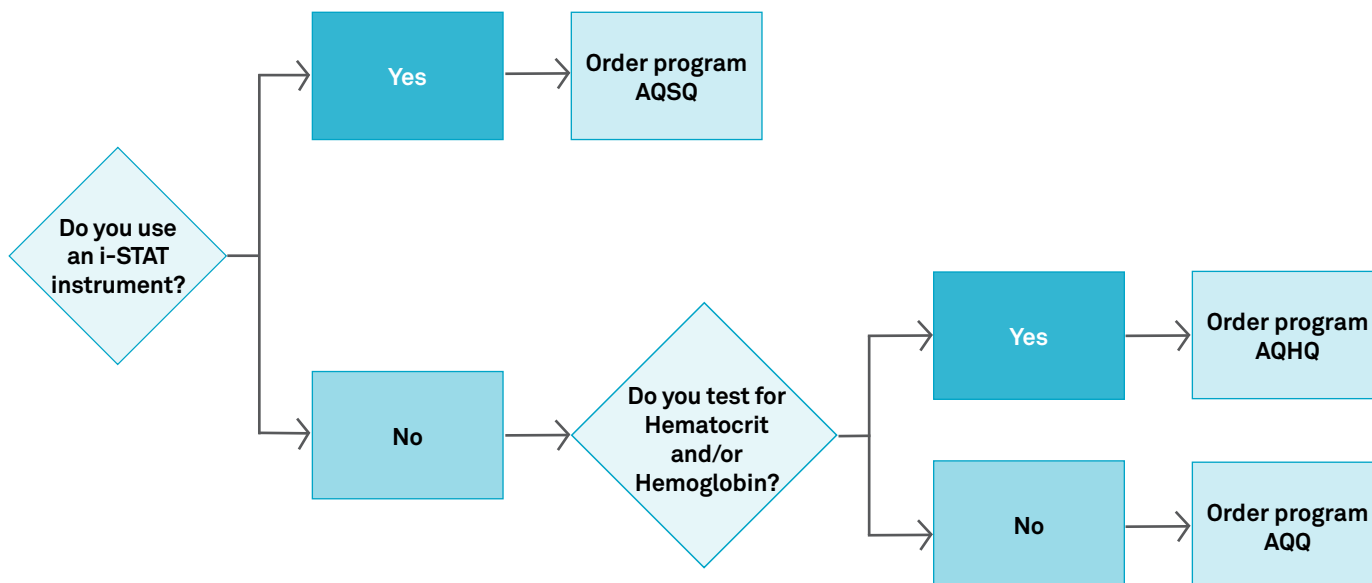 Do you use
an i-STAT
instrument?
Yes
Order program
AQSQ
No
Do you test for
Hematocrit
and/or
Hemoglobin?
Yes
Order program
AQHQ
No
Order program
AQQ